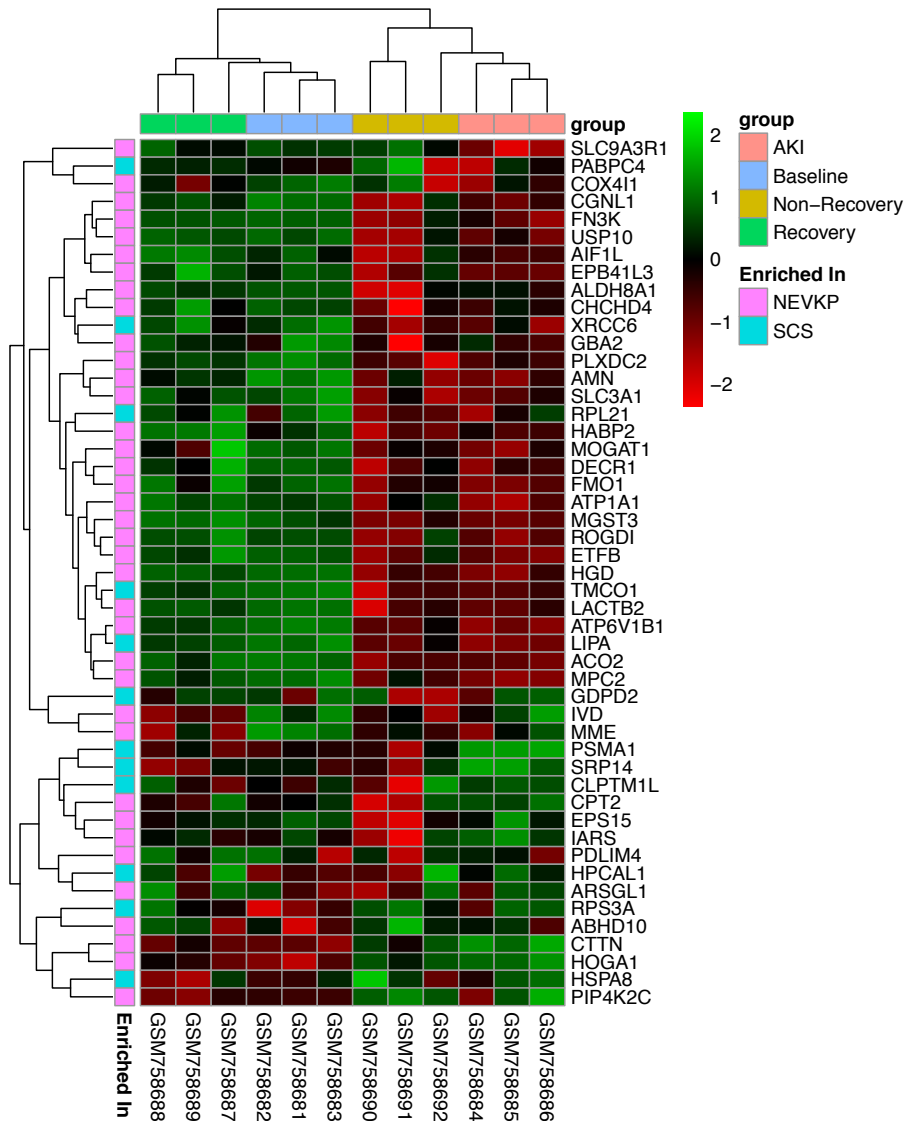 group
SLC9A3R1
PABPC4
COX4I1
CGNL1
FN3K
USP10
AIF1L
EPB41L3
ALDH8A1
CHCHD4
XRCC6
GBA2
PLXDC2
AMN
SLC3A1
RPL21
HABP2
MOGAT1
DECR1
FMO1
ATP1A1
MGST3
ROGDI
ETFB
HGD
TMCO1
LACTB2
ATP6V1B1
LIPA
ACO2
MPC2
GDPD2
IVD
MME
PSMA1
SRP14
CLPTM1L
CPT2
EPS15
IARS
PDLIM4
HPCAL1
ARSGL1
RPS3A
ABHD10
CTTN
HOGA1
HSPA8
PIP4K2C
Enriched In
GSM758688
GSM758689
GSM758687
GSM758682
GSM758681
GSM758683
GSM758690
GSM758691
GSM758692
GSM758684
GSM758685
GSM758686
2
1
0
−1
−2
group
AKI
Baseline
Non−Recovery
Recovery
Enriched In
NEVKP
SCS